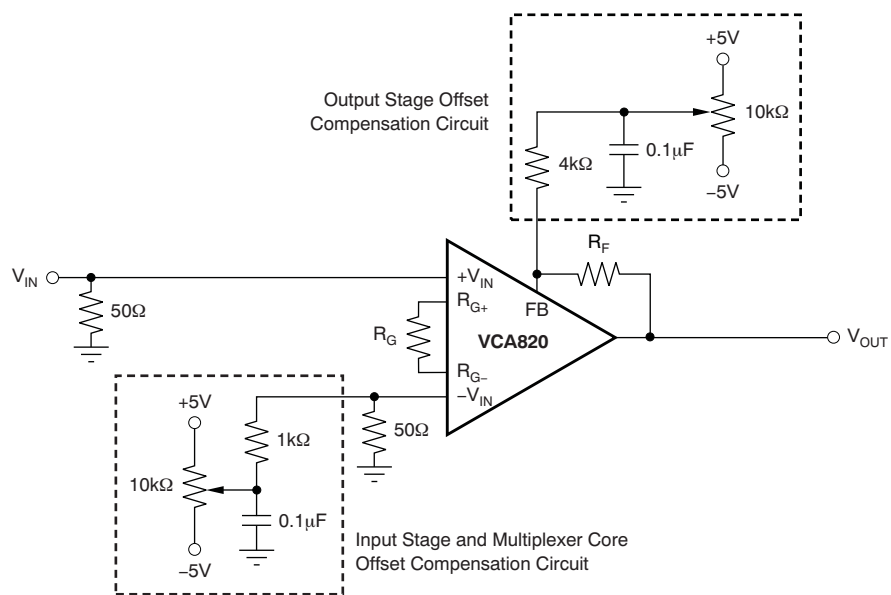 +5V
Output Stage Offset
Compensation Circuit
10kΩ
0.1μF
4kΩ
−5V
RF
VIN
+VIN
FB
50Ω
RG+
RG
VCA820
VOUT
RG−
−VIN
+5V
50Ω
1kΩ
10kΩ
0.1μF
Input Stage and Multiplexer Core
Offset Compensation Circuit
−5V